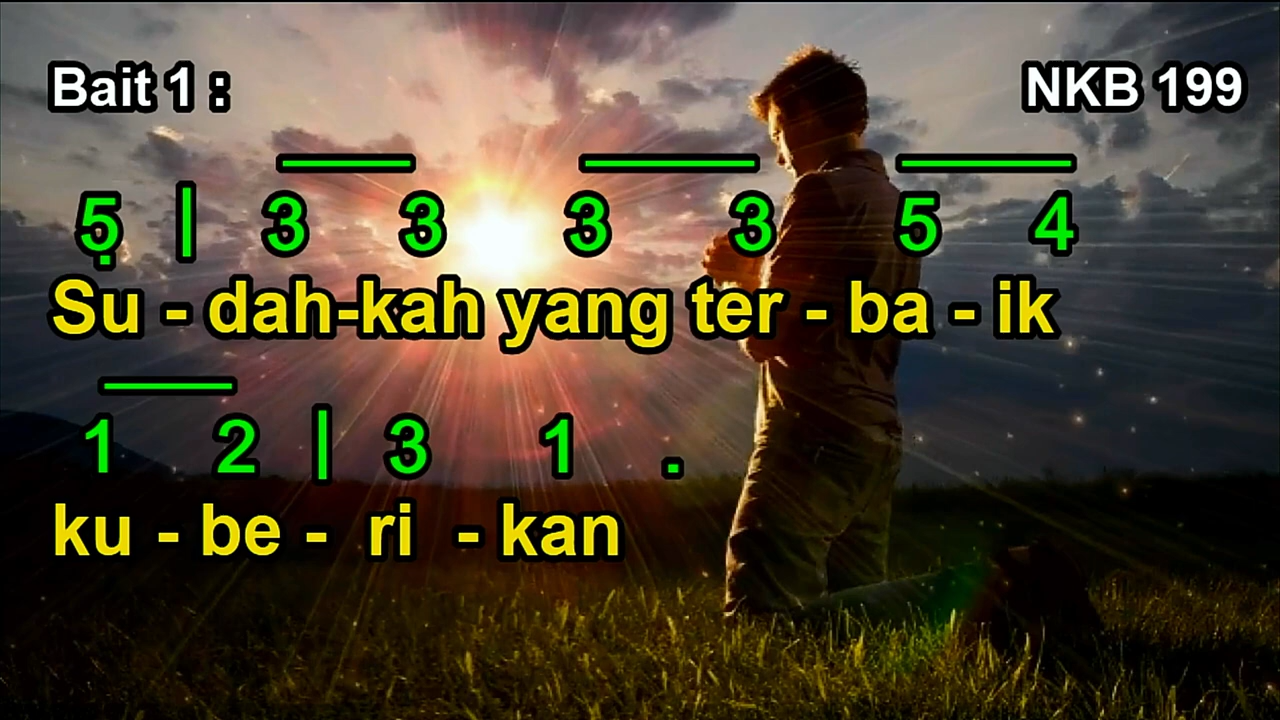 Bait 1 : NKB 199
5̣ | 3 3 3 3 5 4
Su - dah-kah yang ter - ba - ik
1 2 | 3 1 .
ku - be - ri - kan